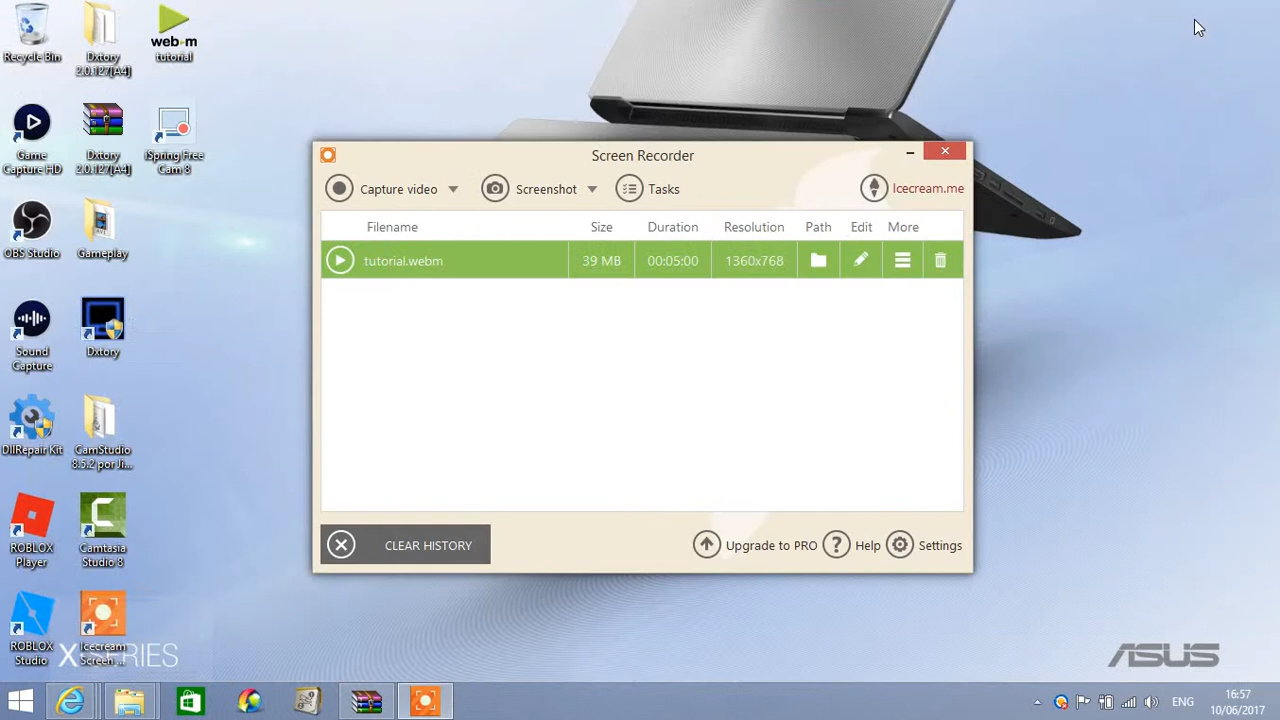 Recycle Bin
Dxtory
2.0.127[A4]
web-m
tutorial
Game
Capture HD
Dxtory
2.0.127[A4]
iSpring Free
Cam 8
OBS Studio
Gameplay
Sound
Capture
Dxtory
DllRepair Kit
CamStudio
8.5.2 por Ji...
ROBLOX
Player
Camtasia
Studio 8
ROBLOX
Studio
Icecream
Screen ...
X SERIES
Screen Recorder
Capture video
Screenshot
Tasks
Icecream.me
Filename Size Duration Resolution Path Edit More
tutorial.webm 39 MB 00:05:00 1360x768
CLEAR HISTORY
Upgrade to PRO
Help
Settings
ASUS
ENG
16:57
10/06/2017